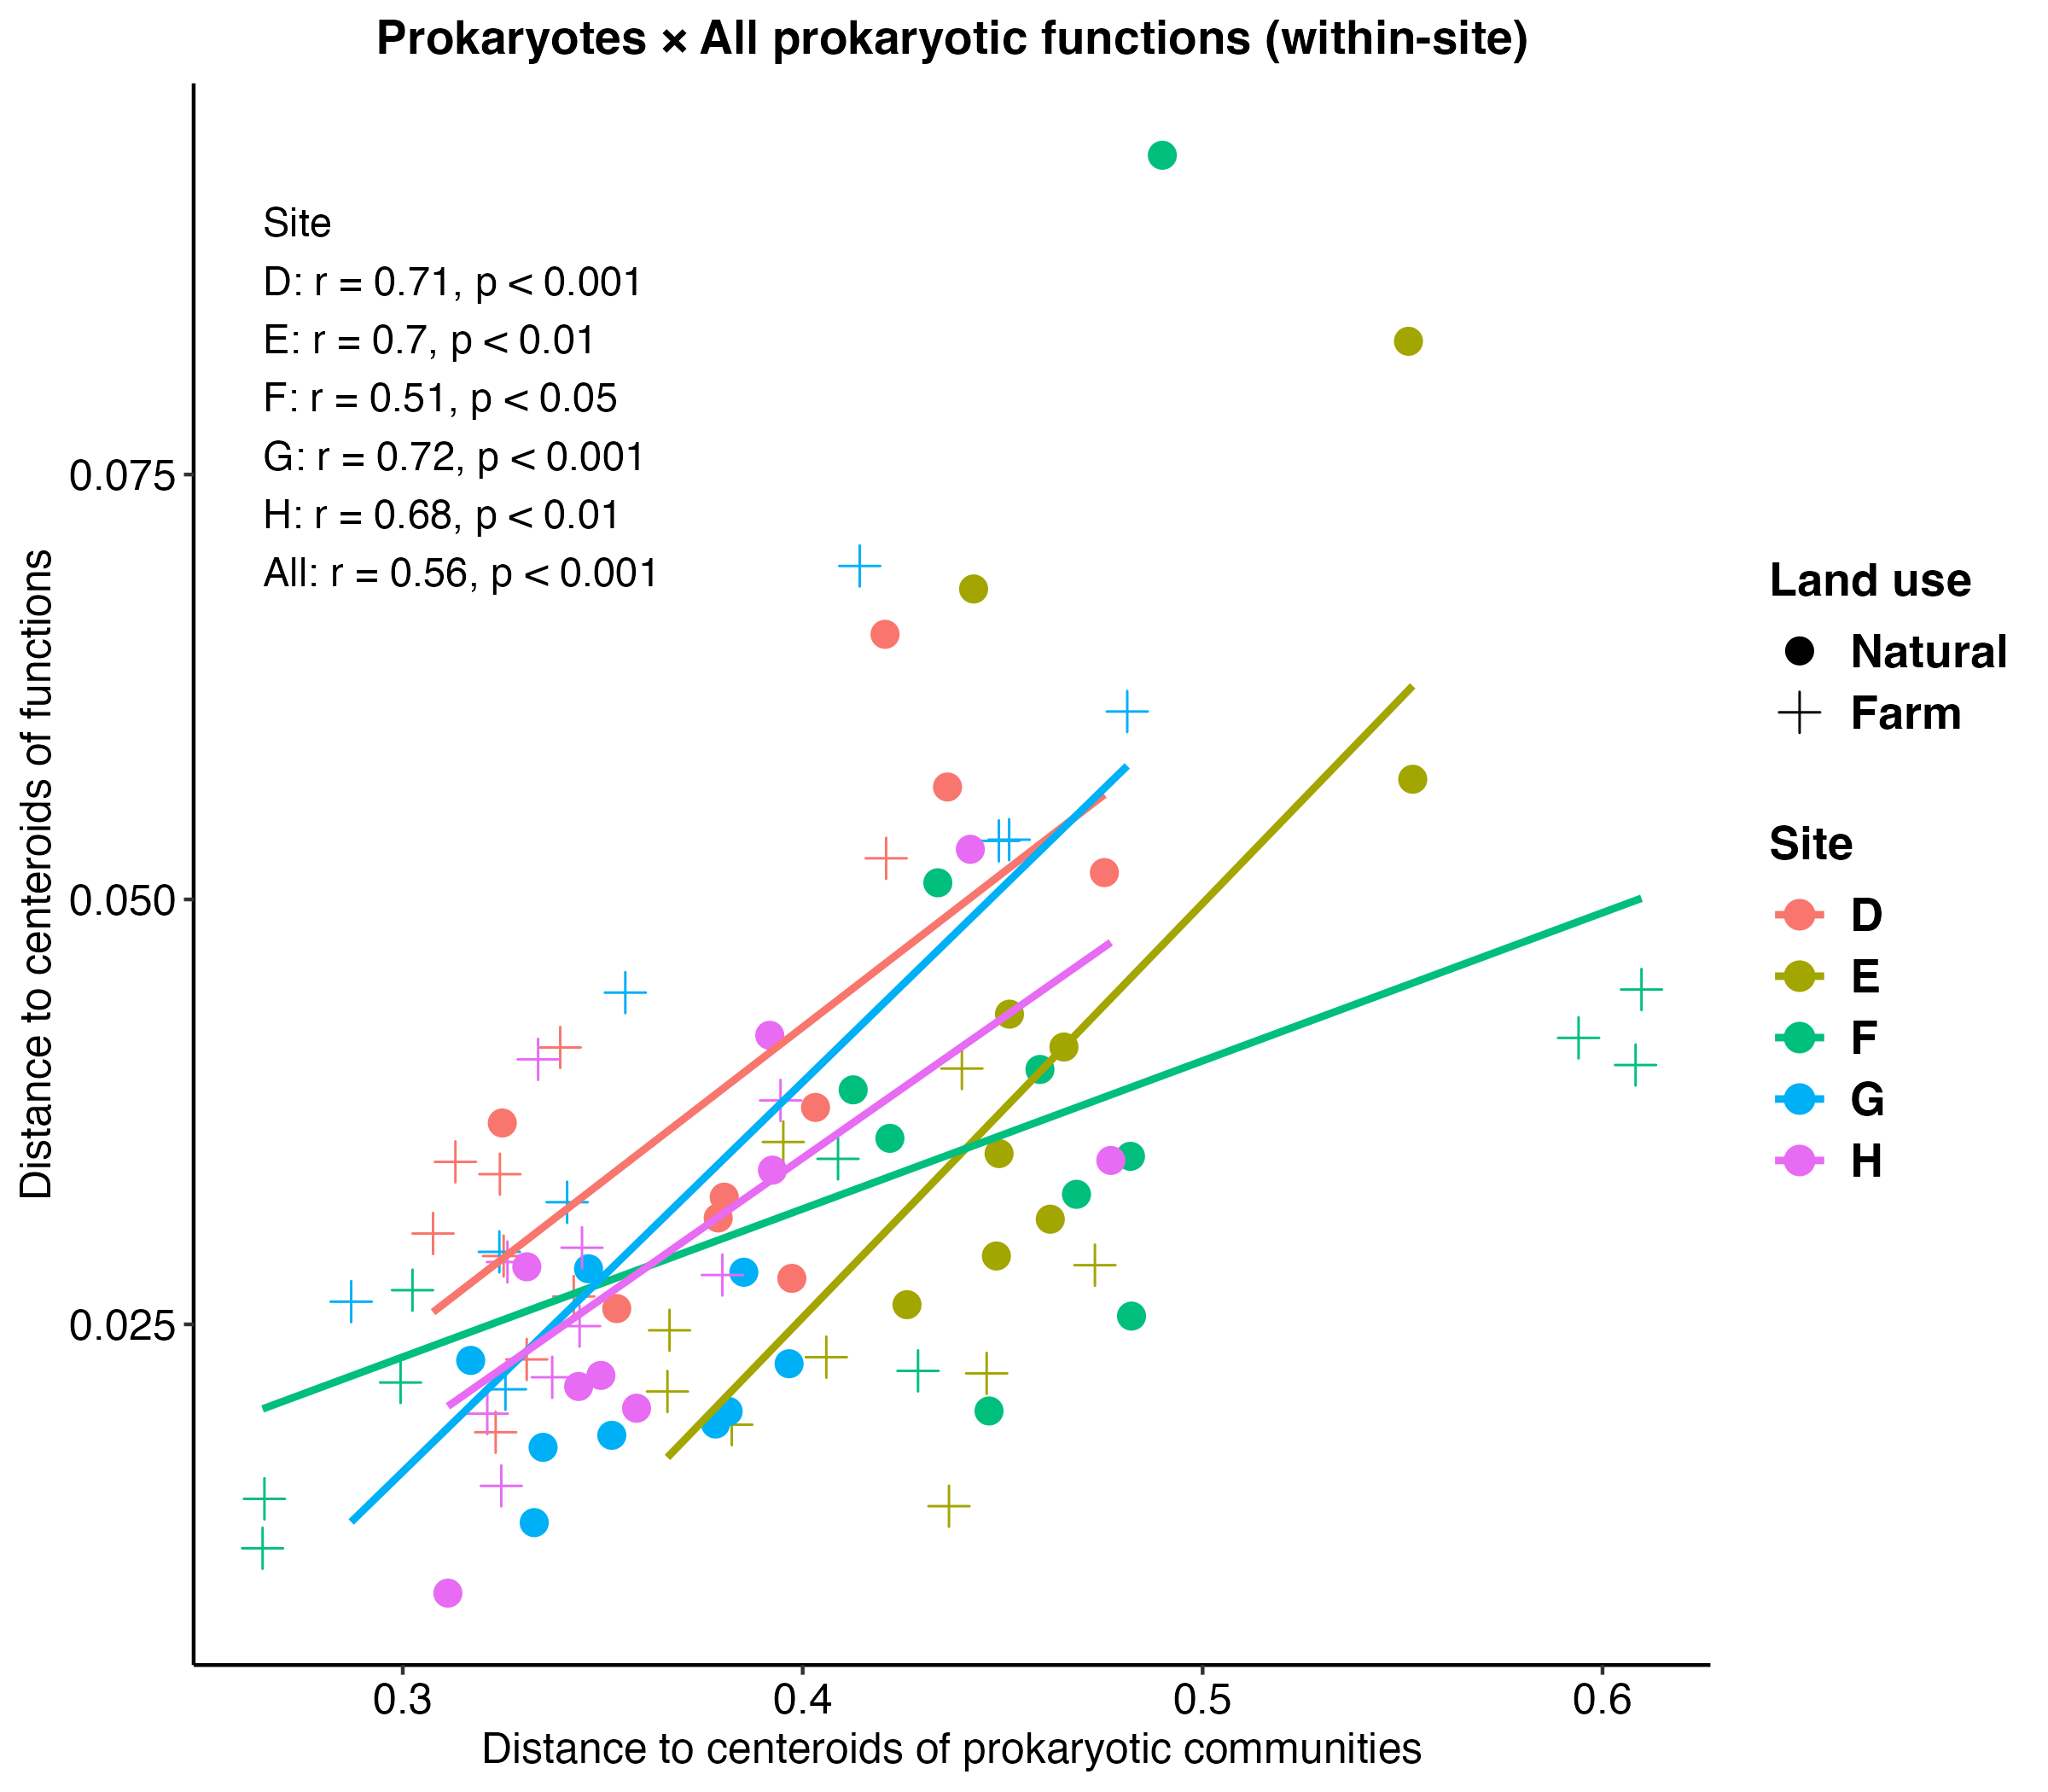 Prokaryotes × All prokaryotic functions (within-site)
Site
D: r = 0.71, p < 0.001
E: r = 0.7, p < 0.01
F: r = 0.51, p < 0.05
G: r = 0.72, p < 0.001
H: r = 0.68, p < 0.01
All: r = 0.56, p < 0.001
Distance to centeroids of functions
0.075
0.050
0.025
0.3
0.4
0.5
0.6
Distance to centeroids of prokaryotic communities
Land use
Natural
Farm
Site
D
E
F
G
H